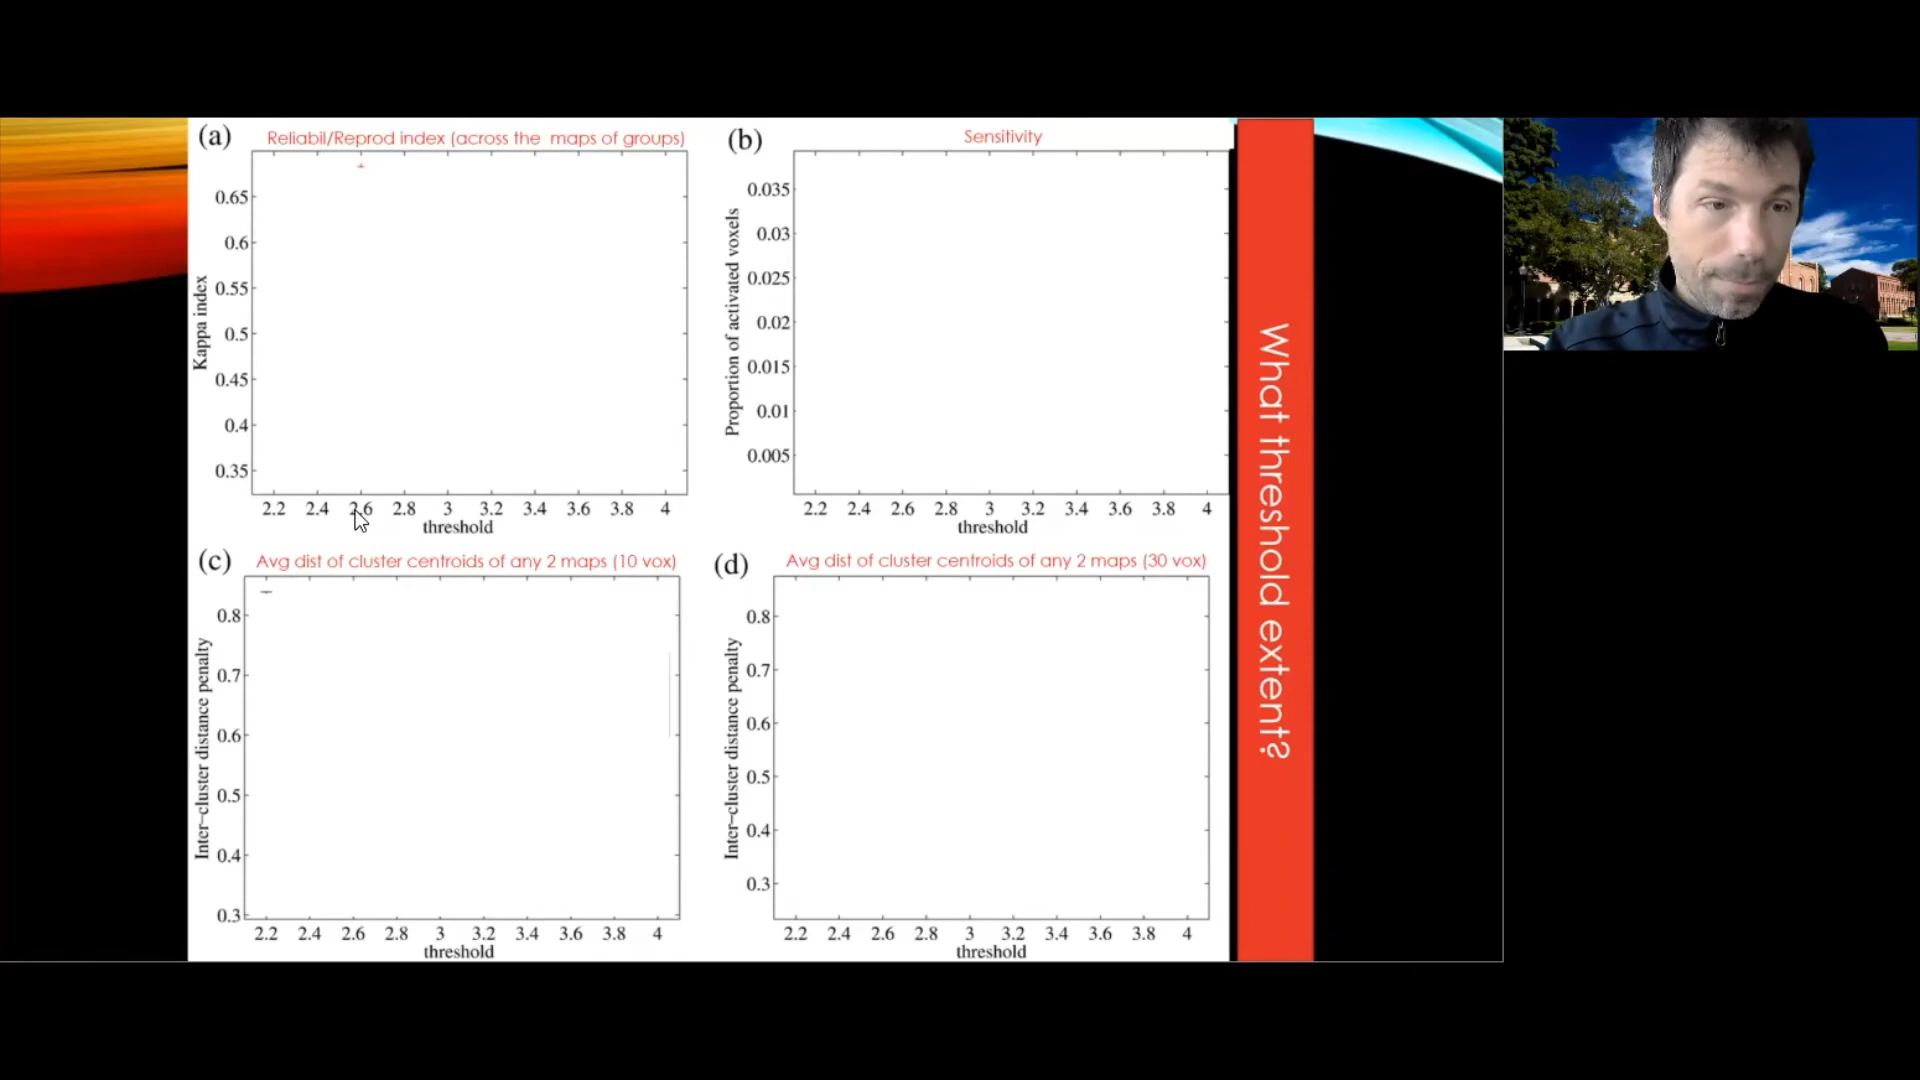 (a) Reliabil/Reprod index (across the maps of groups)
Kappa index
0.65
0.6
0.55
0.5
0.45
0.4
0.35
2.2 2.4 2.6 2.8 3 3.2 3.4 3.6 3.8 4
threshold
(b) Sensitivity
Proportion of activated voxels
0.035
0.03
0.025
0.02
0.015
0.01
0.005
2.2 2.4 2.6 2.8 3 3.2 3.4 3.6 3.8 4
threshold
(c) Avg dist of cluster centroids of any 2 maps (10 vox)
Inter-cluster distance penalty
0.8
0.7
0.6
0.5
0.4
0.3
2.2 2.4 2.6 2.8 3 3.2 3.4 3.6 3.8 4
threshold
(d) Avg dist of cluster centroids of any 2 maps (30 vox)
Inter-cluster distance penalty
0.8
0.7
0.6
0.5
0.4
0.3
2.2 2.4 2.6 2.8 3 3.2 3.4 3.6 3.8 4
threshold
What threshold extent?